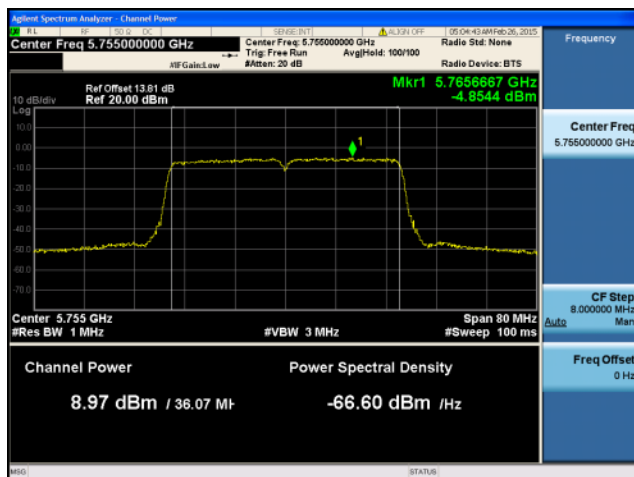 Agilent Spectrum Analyzer - Channel Power
RL RF 50 Ω DC SENSE:INT ALIGN OFF 05:04:43 AM Feb 26, 2015
Center Freq 5.755000000 GHz Center Freq: 5.755000000 GHz Radio Std: None
Trig: Free Run Avg|Hold: 100/100
#IFGain:Low #Atten: 20 dB Radio Device: BTS
Mkr1 5.7656667 GHz
-4.8544 dBm
Ref Offset 13.81 dB
10 dB/div Ref 20.00 dBm
Log
10.0
0.00
-10.0
-20.0
-30.0
-40.0
-50.0
-60.0
-70.0
1
Center 5.755 GHz Span 80 MHz
#Res BW 1 MHz #VBW 3 MHz #Sweep 100 ms
Channel Power Power Spectral Density
8.97 dBm / 36.07 MH -66.60 dBm /Hz
MSG STATUS
Frequency
Center Freq
5.755000000 GHz
CF Step
8.000000 MHz
Auto Man
Freq Offset
0 Hz